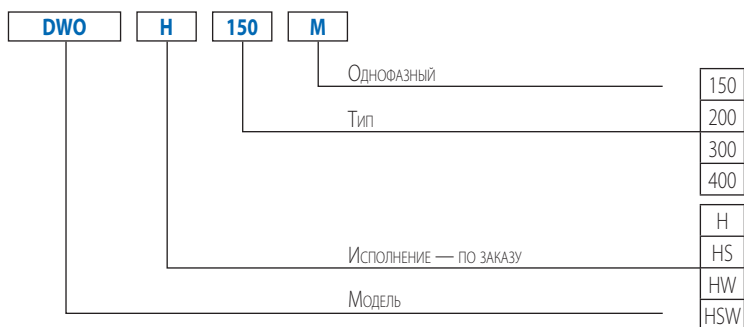 DWO H 150 M
Однофазный
150
Тип
200
300
400
H
Исполнение — по заказу
HS
HW
Модель
HSW